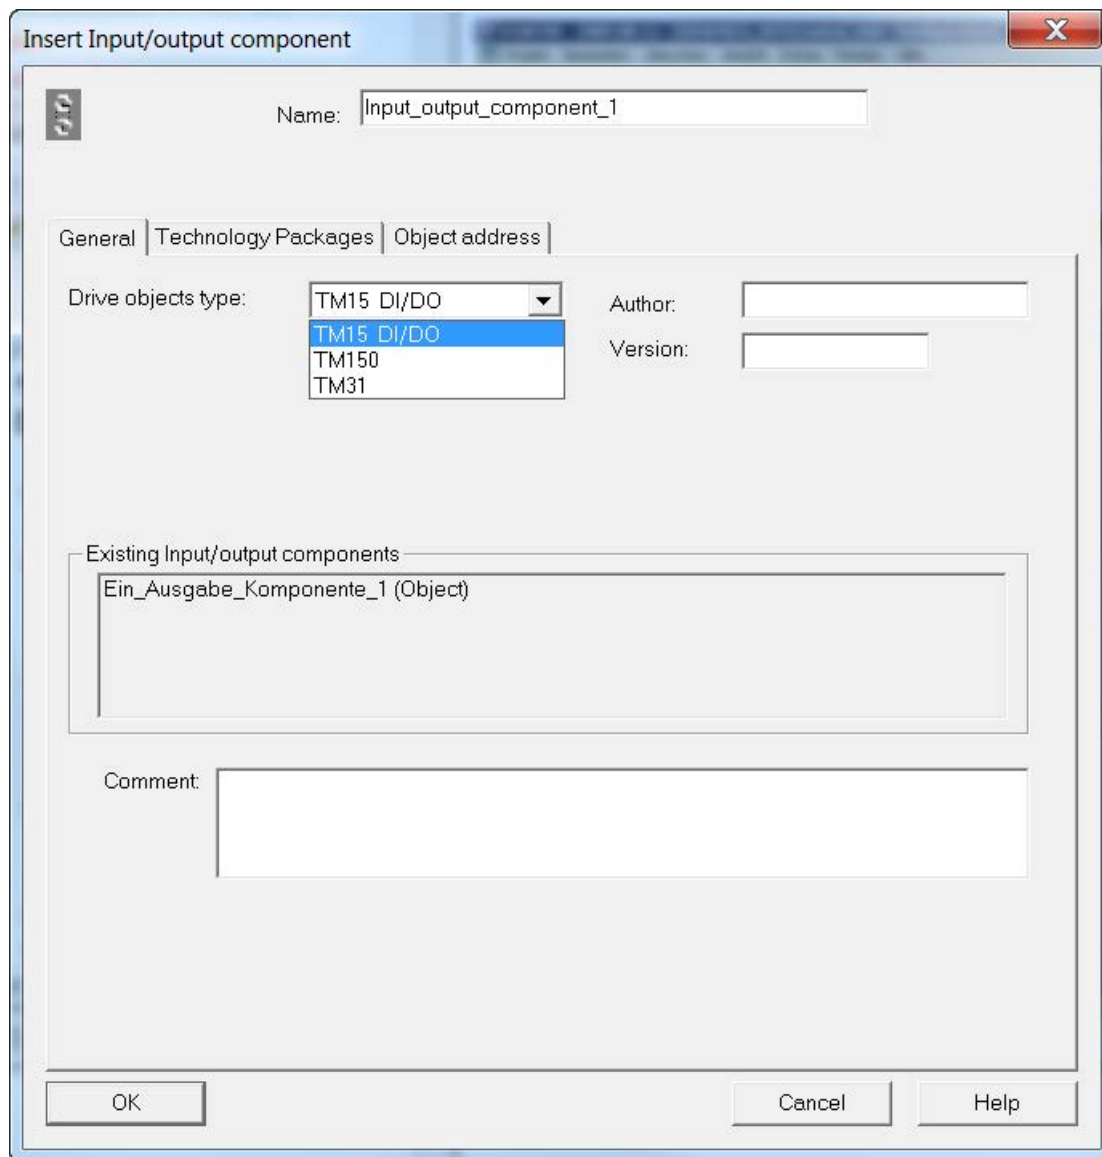 Insert Input/output component
X
Name: Input_output_component_1
General Technology Packages Object address
Drive objects type: TM15 DI/DO Author:
TM15 DI/DO
TM150 Version:
TM31
Existing Input/output components
Ein_Ausgabe_Komponente_1 (Object)
Comment:
OK Cancel Help